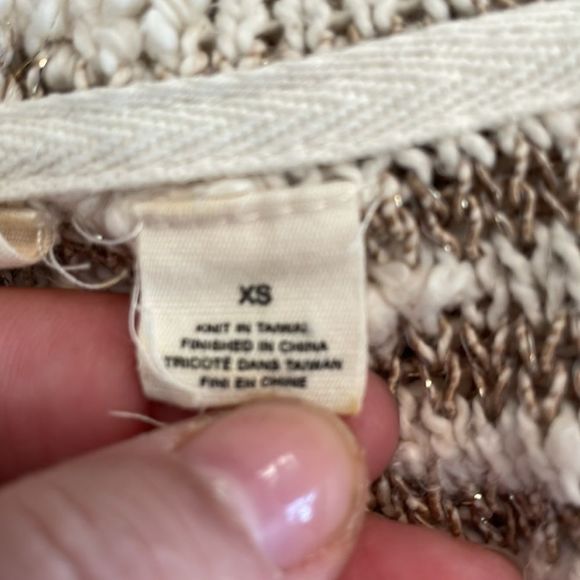 XS
KNIT IN TAIWAN
FINISHED IN CHINA
TRICOTÉ DANS TAIWAN
FINI EN CHINE